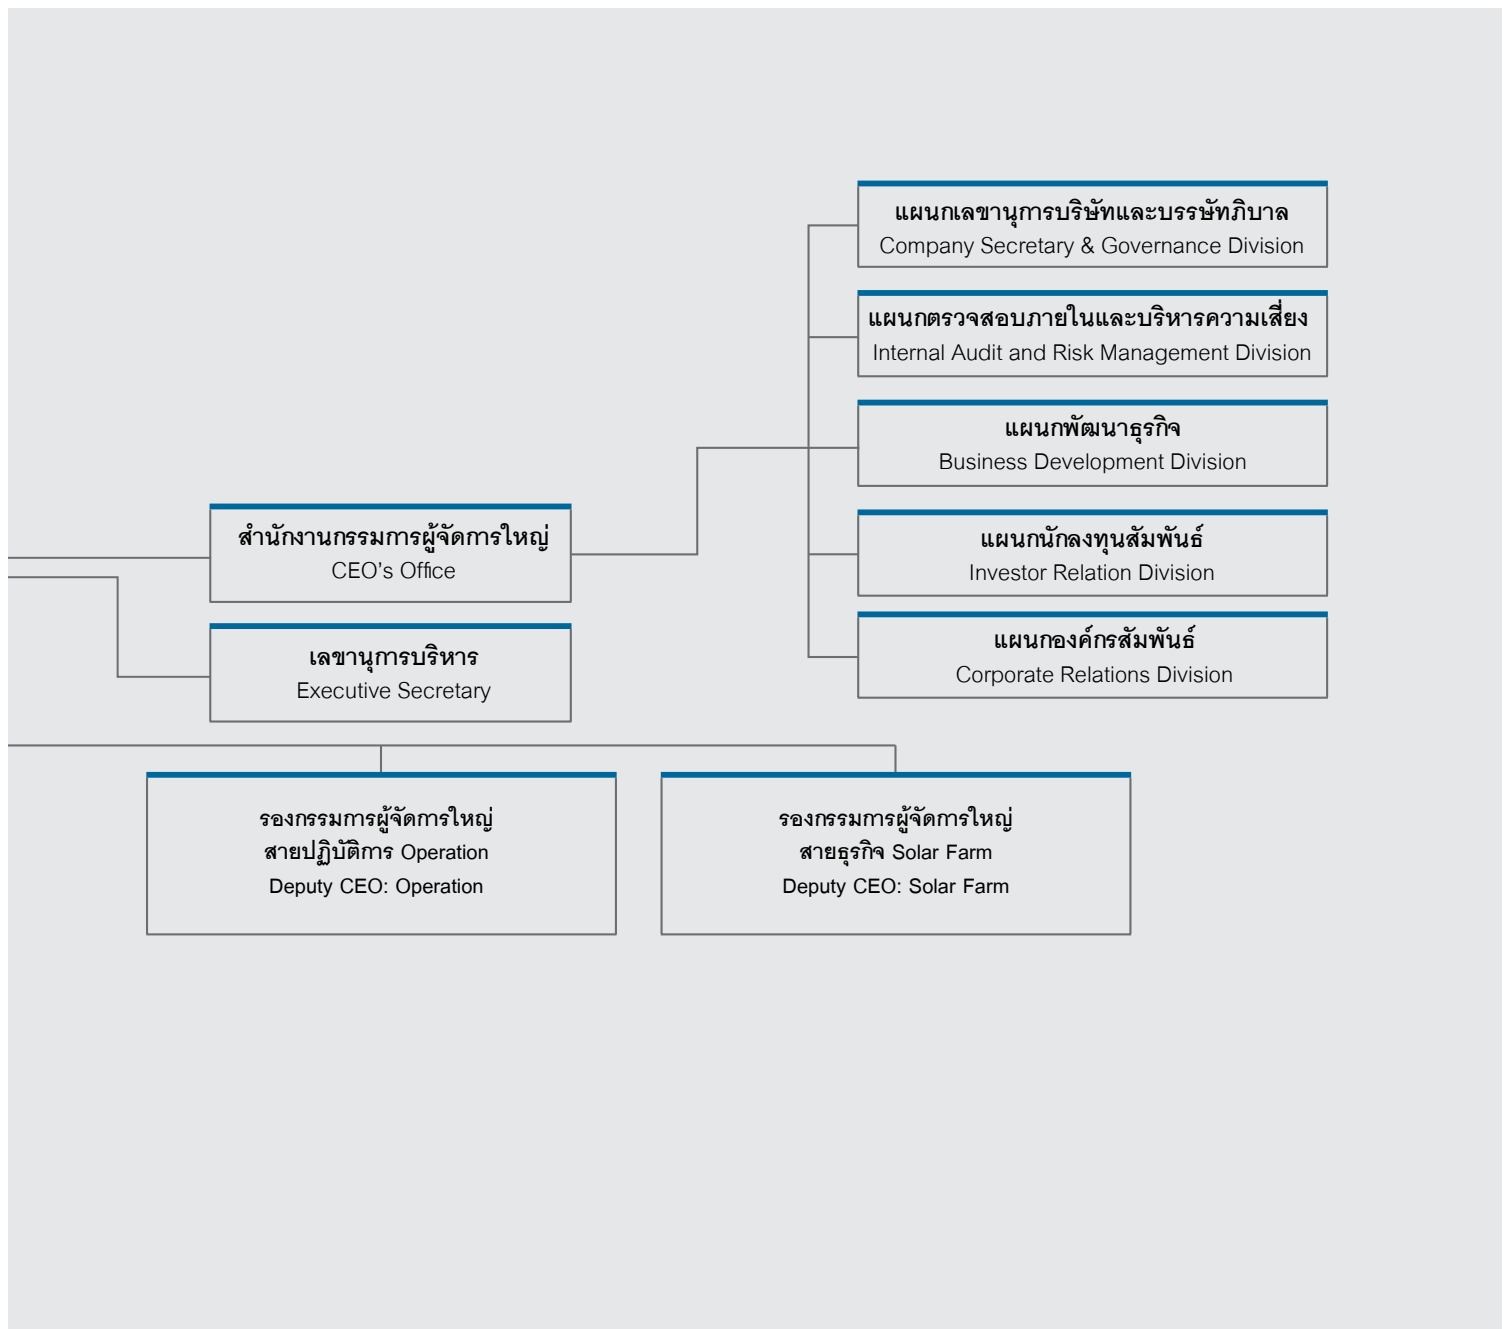 แผนกเลขานุการบริษัทและบรรษัทภิบาล
Company Secretary & Governance Division
แผนกตรวจสอบภายในและบริหารความเสี่ยง
Internal Audit and Risk Management Division
แผนกพัฒนาธุรกิจ
Business Development Division
สำนักงานกรรมการผู้จัดการใหญ่
CEO's Office
แผนกนักลงทุนสัมพันธ์
Investor Relation Division
เลขานุการบริหาร
Executive Secretary
แผนกองค์กรสัมพันธ์
Corporate Relations Division
รองกรรมการผู้จัดการใหญ่
สายปฏิบัติการ Operation
Deputy CEO: Operation
รองกรรมการผู้จัดการใหญ่
สายธุรกิจ Solar Farm
Deputy CEO: Solar Farm